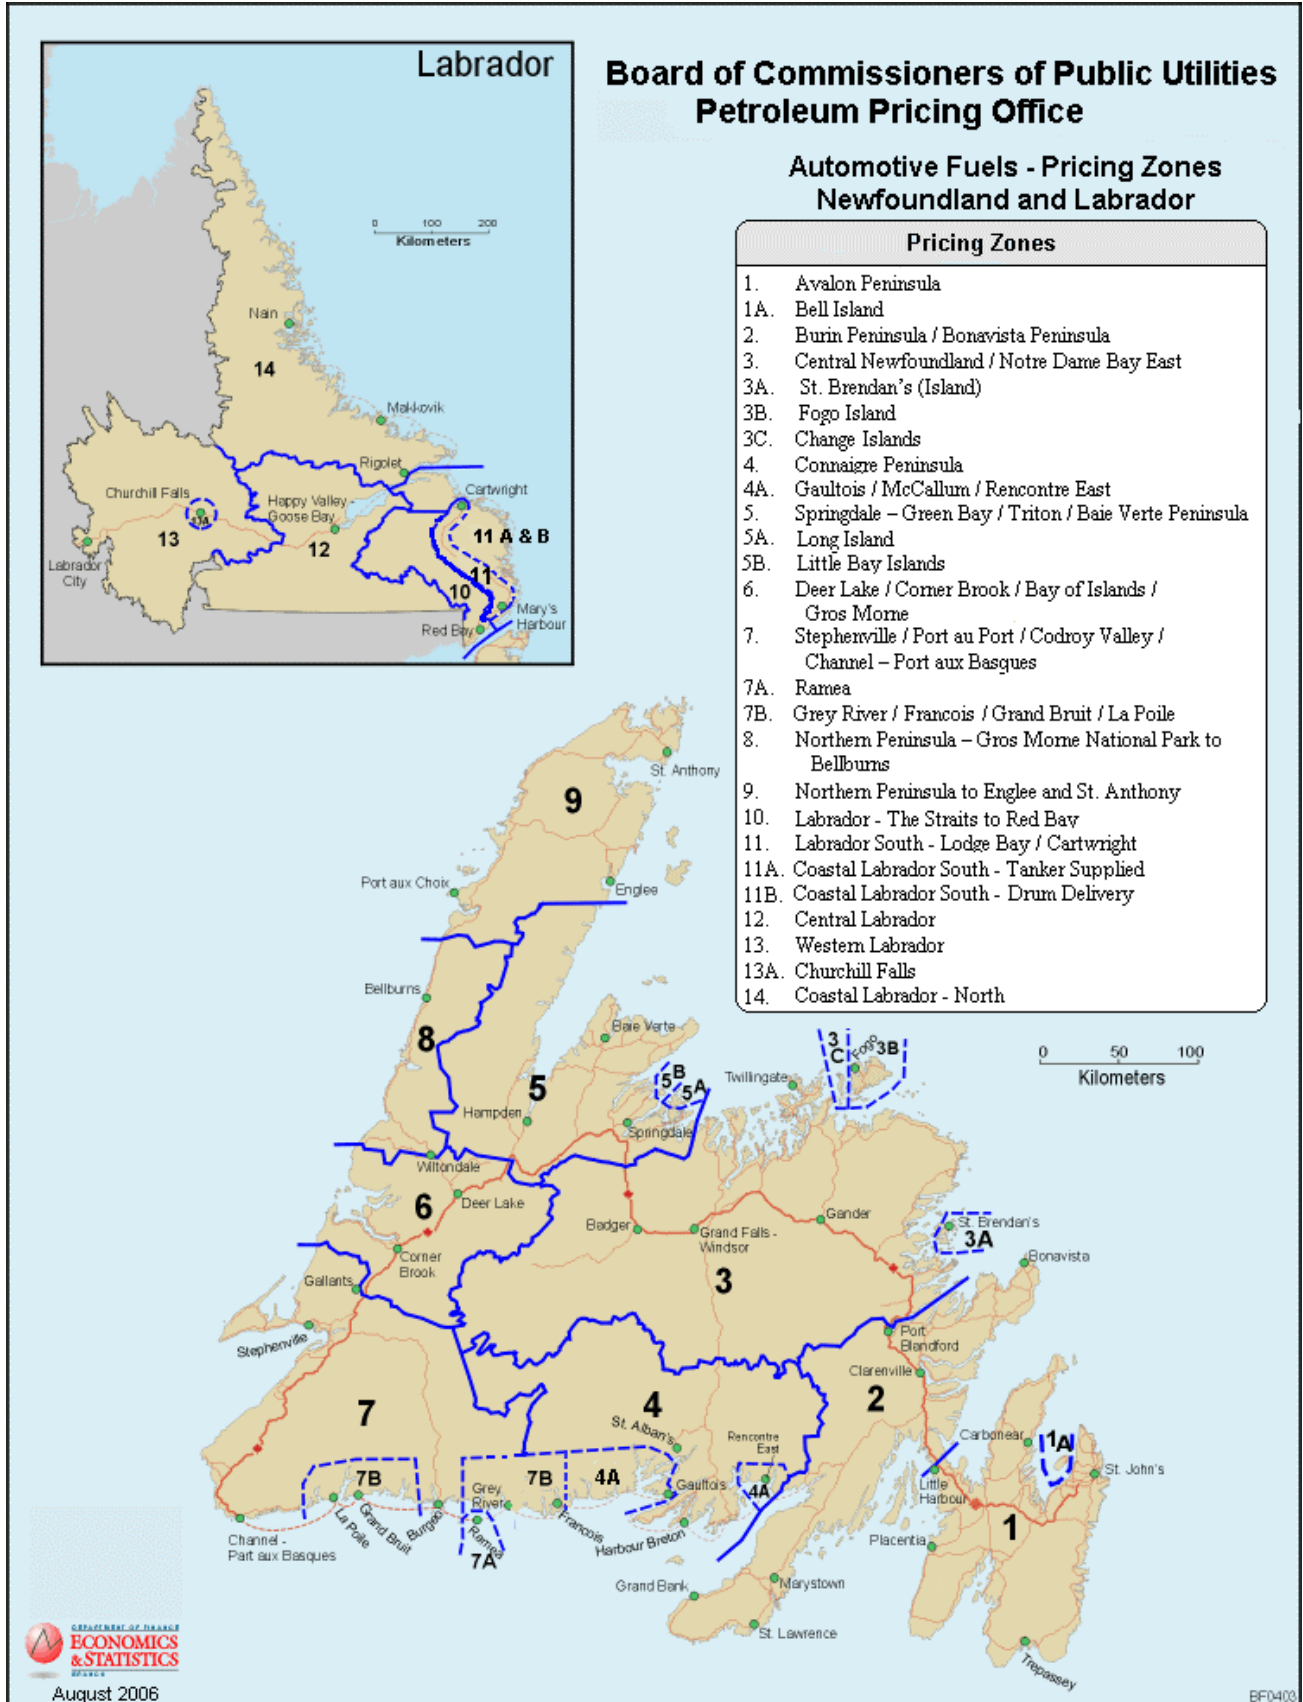 Labrador
Board of Commissioners of Public Utilities
Petroleum Pricing Office
Automotive Fuels - Pricing Zones
Newfoundland and Labrador
Pricing Zones
1. Avalon Peninsula
1A. Bell Island
2. Burin Peninsula / Bonavista Peninsula
3. Central Newfoundland / Notre Dame Bay East
3A. St. Brendan's (Island)
3B. Fogo Island
3C. Change Islands
4. Connaigre Peninsula
4A. Gaultois / McCallum / Rencontre East
5. Springdale – Green Bay / Triton / Baie Verte Peninsula
5A. Long Island
5B. Little Bay Islands
6. Deer Lake / Corner Brook / Bay of Islands /
Gros Morne
7. Stephenville / Port au Port / Codroy Valley /
Channel – Port aux Basques
7A. Ramea
7B. Grey River / Francois / Grand Bruit / La Poile
8. Northern Peninsula – Gros Morne National Park to
Bellburns
9. Northern Peninsula to Englee and St. Anthony
10. Labrador - The Straits to Red Bay
11. Labrador South - Lodge Bay / Cartwright
11A. Coastal Labrador South - Tanker Supplied
11B. Coastal Labrador South - Drum Delivery
12. Central Labrador
13. Western Labrador
13A. Churchill Falls
14. Coastal Labrador - North
0 100 200
Kilometers
Nain
14
Makkovik
Rigolet
Cartwright
Churchill Falls
13A
Happy Valley -
Goose Bay
13
12
11 A & B
11
10
Labrador
City
Mary's
Harbour
Red Bay
St. Anthony
9
Port aux Choix
Englee
Bellburns
8
Baie Verte
5
5B
5A
Hampden
Springdale
Twillingate
3
C
Fogo
3B
0 50 100
Kilometers
Wiltondale
6
Deer Lake
Badger
Grand Falls -
Windsor
Gander
St. Brendan's
3A
Bonavista
Corner
Brook
Gallants
3
Stephenville
Port
Blandford
Clarenville
7
4
2
St. Alban's
Rencontre
East
Carbonear
1A
St. John's
7B
Grey
River
7B
4A
Gaultois
4A
Little
Harbour
1
Channel -
Port aux Basques
La Poile
Grand Bruit
Burgeo
Ramea
7A
Francois
Harbour Breton
Placentia
Grand Bank
Marystown
St. Lawrence
Trepassey
DEPARTMENT OF FINANCE
ECONOMICS
& STATISTICS
BRANCH
August 2006
BF0403